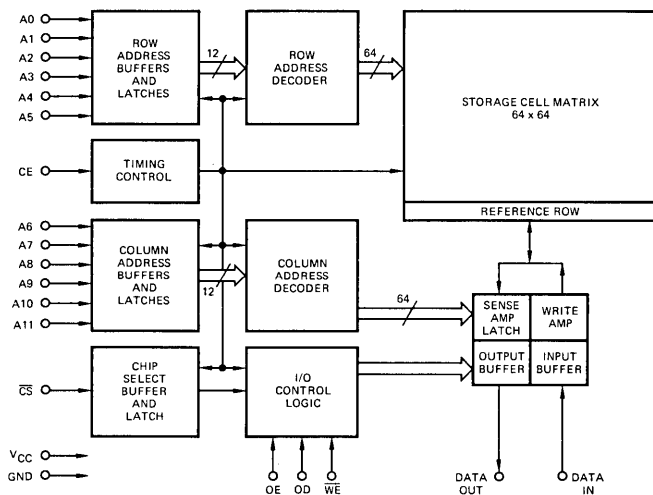 A0
A1
A2
A3
A4
A5
ROW
ADDRESS
BUFFERS
AND
LATCHES
12
ROW
ADDRESS
DECODER
64
STORAGE CELL MATRIX
64 x 64
REFERENCE ROW
CE
TIMING
CONTROL
A6
A7
A8
A9
A10
A11
COLUMN
ADDRESS
BUFFERS
AND
LATCHES
12
COLUMN
ADDRESS
DECODER
64
SENSE
AMP
LATCH
WRITE
AMP
OUTPUT
BUFFER
INPUT
BUFFER
CS
CHIP
SELECT
BUFFER
AND
LATCH
I/O
CONTROL
LOGIC
VCC
GND
OE
OD
WE
DATA
OUT
DATA
IN